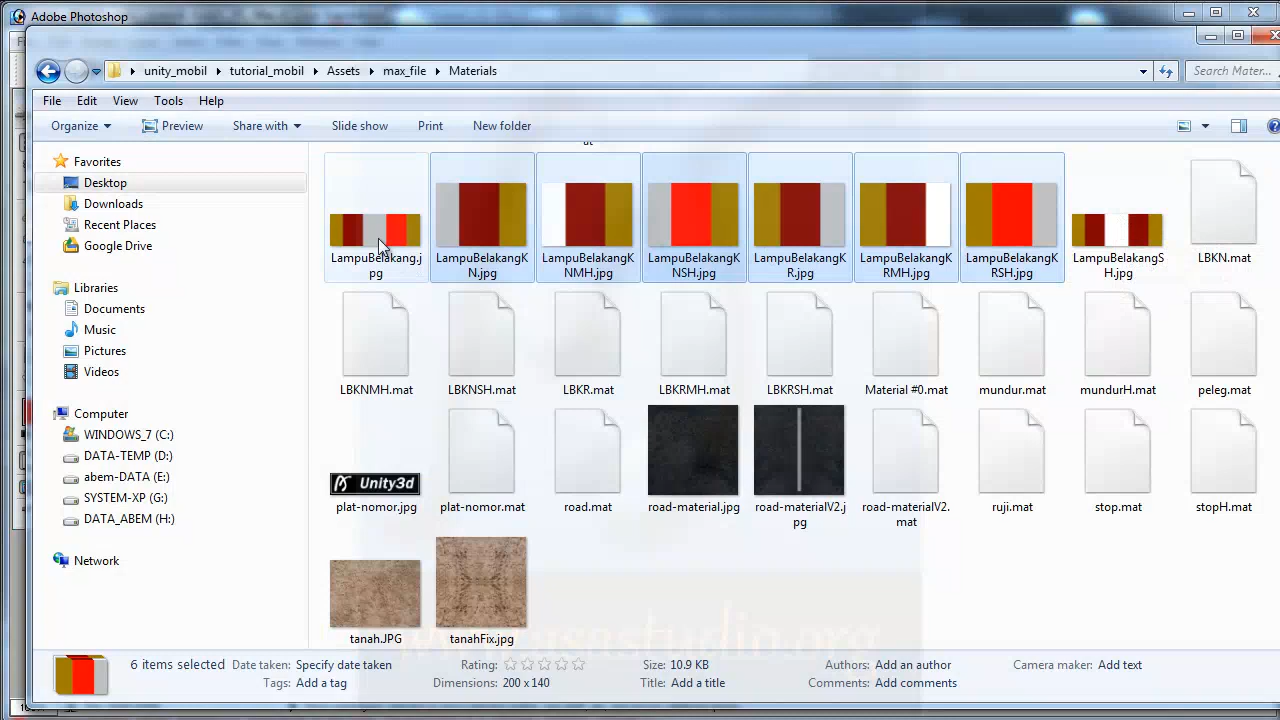 Adobe Photoshop
unity_mobil tutorial_mobil Assets max_file Materials
Search Mater...
File Edit View Tools Help
Organize Preview Share with Slide show Print New folder
Favorites
Desktop
Downloads
Recent Places
Google Drive
Libraries
Documents
Music
Pictures
Videos
Computer
WINDOWS_7 (C:)
DATA-TEMP (D:)
abem-DATA (E:)
SYSTEM-XP (G:)
DATA_ABEM (H:)
Network
at
LampuBelakang.j
pg
LampuBelakangK
N.jpg
LampuBelakangK
NMH.jpg
LampuBelakangK
NSH.jpg
LampuBelakangK
R.jpg
LampuBelakangK
RMH.jpg
LampuBelakangK
RSH.jpg
LampuBelakangS
H.jpg
LBKN.mat
LBKNMH.mat
LBKNSH.mat
LBKR.mat
LBKRMH.mat
LBKRSH.mat
Material #0.mat
mundur.mat
mundurH.mat
peleg.mat
Unity3d
plat-nomor.jpg
plat-nomor.mat
road.mat
road-material.jpg
road-materialV2.j
pg
road-materialV2.
mat
ruji.mat
stop.mat
stopH.mat
tanah.JPG
tanahFix.jpg
6 items selected
Date taken: Specify date taken
Tags: Add a tag
Rating:
Dimensions: 200 x 140
Size: 10.9 KB
Title: Add a title
Authors: Add an author
Comments: Add comments
Camera maker: Add text